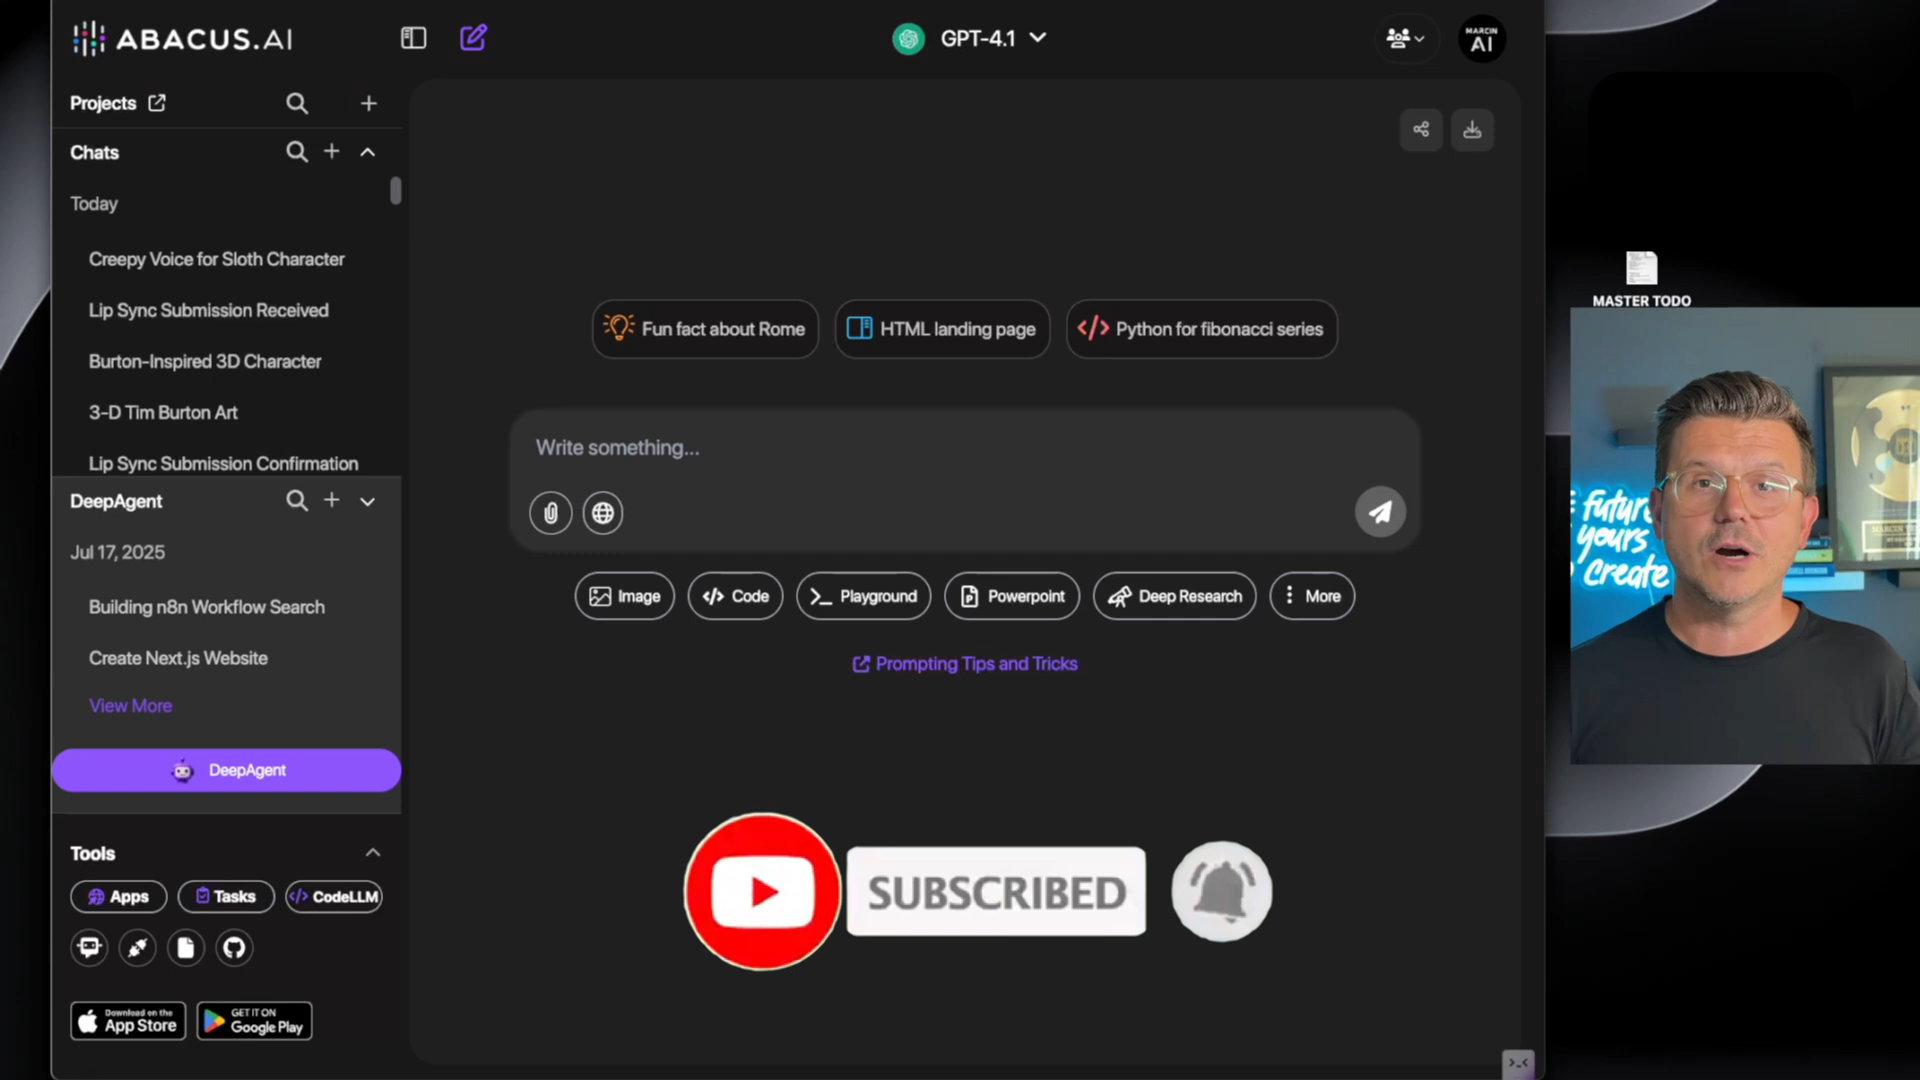 ABACUS.AI
GPT-4.1
MARCIN
AI
Projects
Chats
Today
Creepy Voice for Sloth Character
Lip Sync Submission Received
Burton-Inspired 3D Character
3-D Tim Burton Art
Lip Sync Submission Confirmation
DeepAgent
Jul 17, 2025
Building n8n Workflow Search
Create Next.js Website
View More
DeepAgent
Tools
Apps
Tasks
CodeLLM
Download on the
App Store
GET IT ON
Google Play
Fun fact about Rome
HTML landing page
Python for fibonacci series
Write something...
Image
Code
Playground
Powerpoint
Deep Research
More
Prompting Tips and Tricks
SUBSCRIBED
MASTER TODO
Future
yours
Create